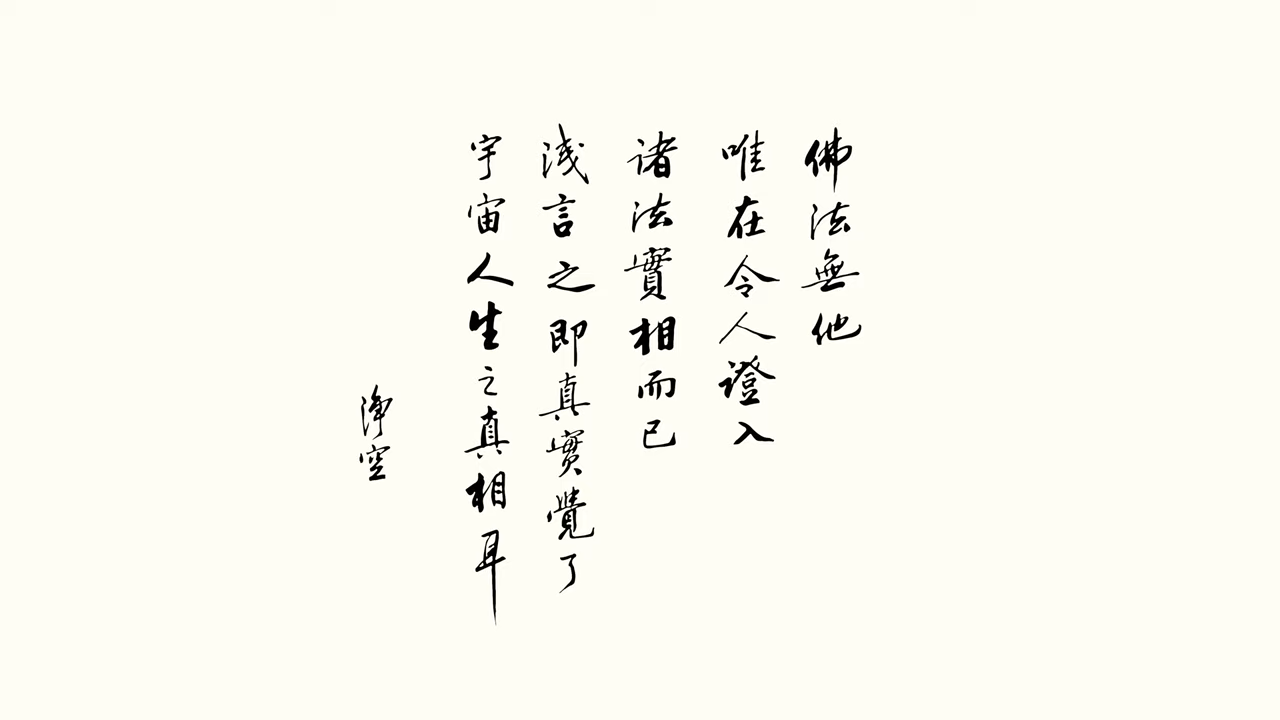 佛法無他
唯在令人證入
诸法實相而已
淺言之即真實覺了
宇宙人生之真相耳
淨空